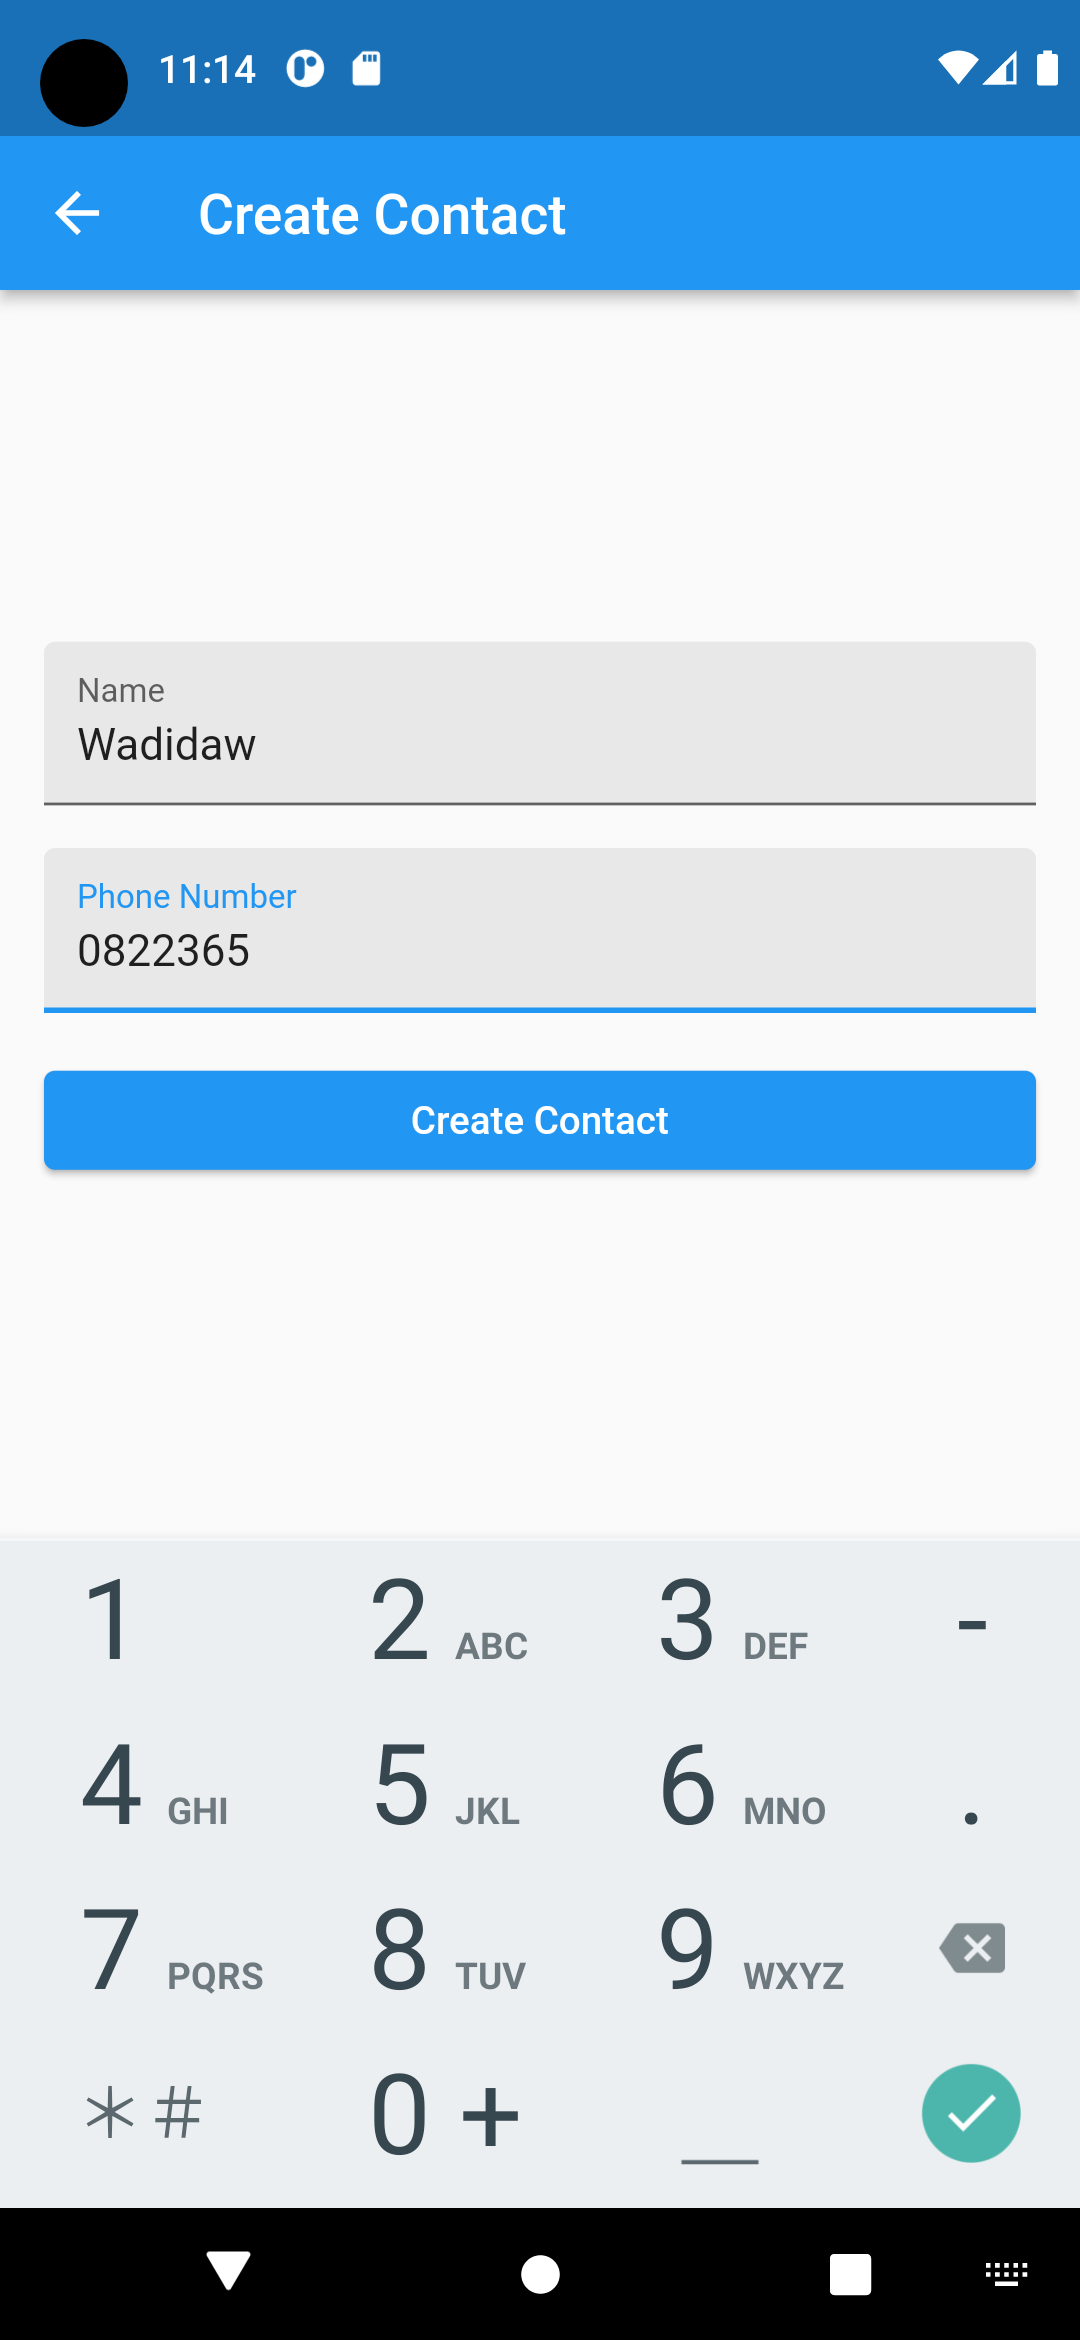 11:14
Create Contact
Name
Wadidaw
Phone Number
0822365
Create Contact
1 2 ABC 3 DEF -
4 GHI 5 JKL 6 MNO .
7 PQRS 8 TUV 9 WXYZ
* # 0 +